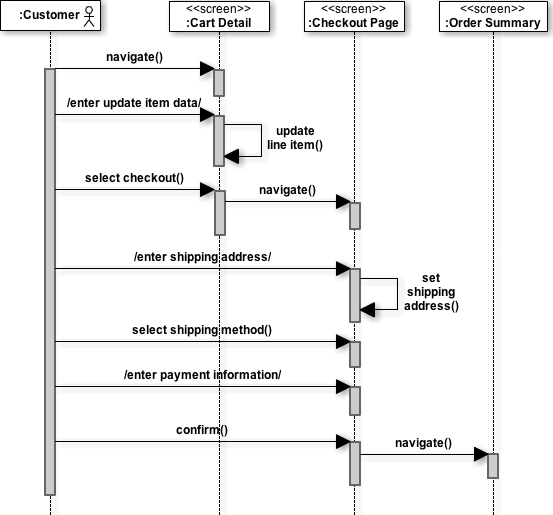 :Customer
<<screen>>
:Cart Detail
<<screen>>
:Checkout Page
<<screen>>
:Order Summary
navigate()
/enter update item data/
update
line item()
select checkout()
navigate()
/enter shipping address/
set
shipping
address()
select shipping method()
/enter payment information/
confirm()
navigate()